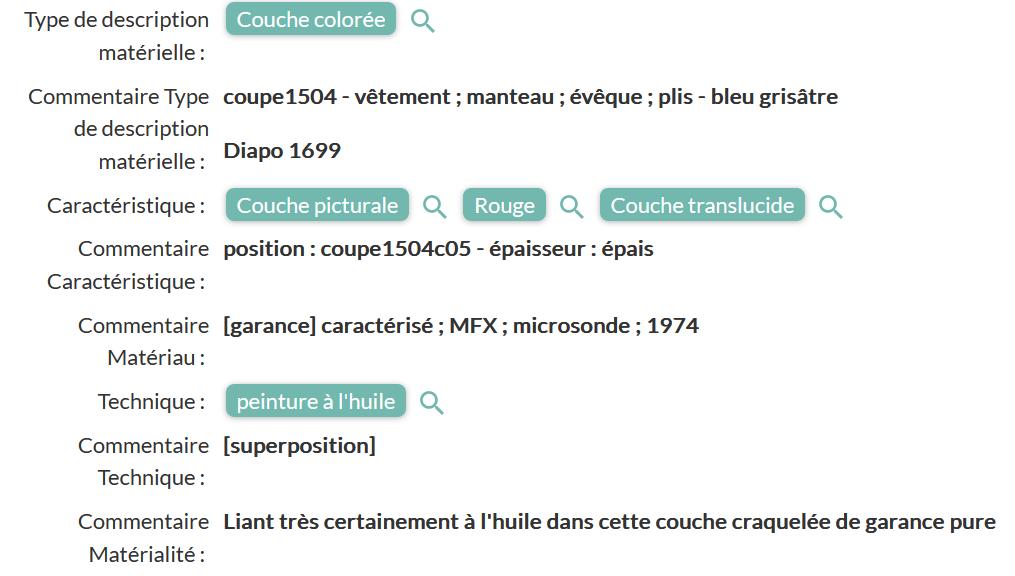 Type de description Couche colorée
matérielle :
Commentaire Type coupe1504 - vêtement ; manteau ; évêque ; plis - bleu grisâtre
de description
matérielle : Diapo 1699
Caractéristique : Couche picturale Rouge Couche translucide
Commentaire position : coupe1504c05 - épaisseur : épais
Caractéristique :
Commentaire [garance] caractérisé ; MFX ; microsonde ; 1974
Matériau :
Technique : peinture à l'huile
Commentaire [superposition]
Technique :
Commentaire Liant très certainement à l'huile dans cette couche craquelée de garance pure
Matérialité :